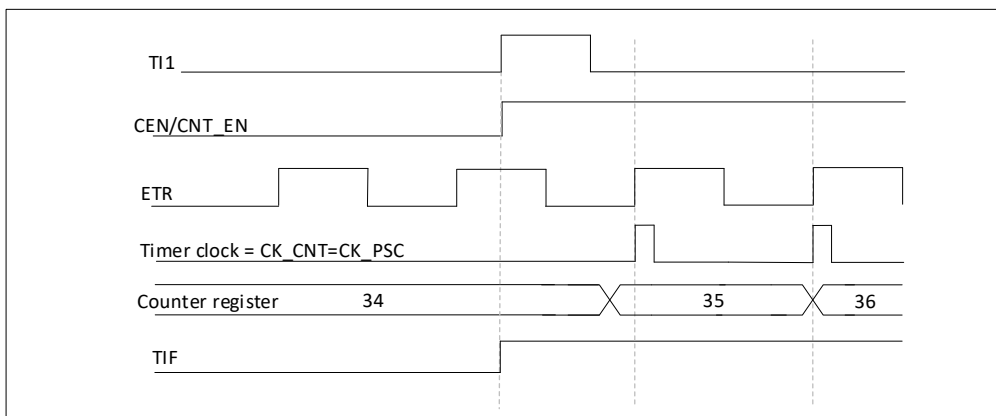 TI1
CEN/CNT_EN
ETR
Timer clock = CK_CNT=CK_PSC
Counter register 34 35 36
TIF